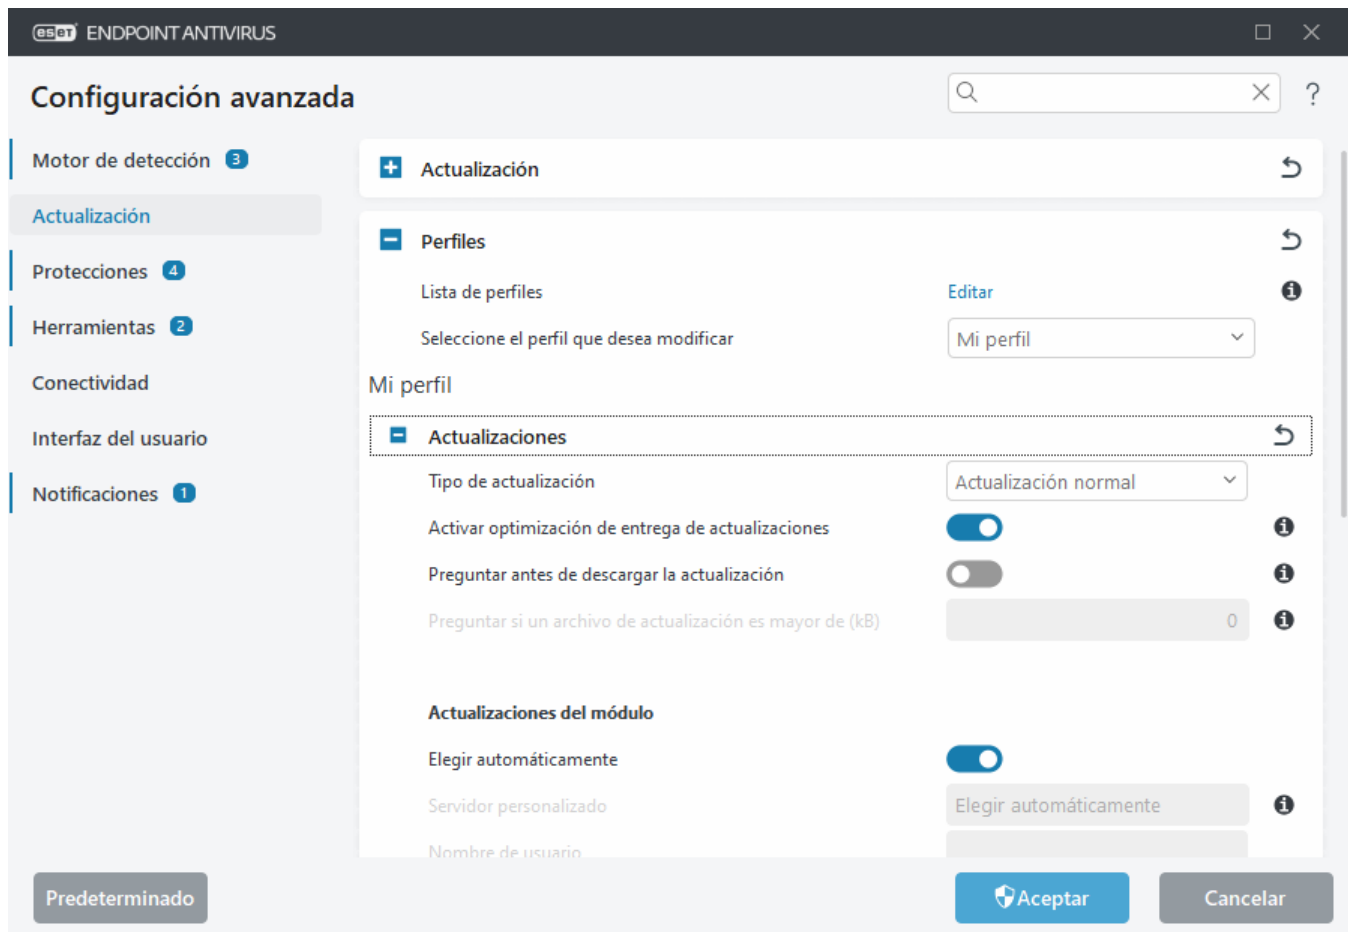 eset ENDPOINT ANTIVIRUS
Configuración avanzada
?
Motor de detección 3
Actualización
Protecciones 4
Herramientas 2
Conectividad
Interfaz del usuario
Notificaciones 1
Actualización
Perfiles
Lista de perfiles Editar
Seleccione el perfil que desea modificar Mi perfil
Mi perfil
Actualizaciones
Tipo de actualización Actualización normal
Activar optimización de entrega de actualizaciones
Preguntar antes de descargar la actualización
Preguntar si un archivo de actualización es mayor de (kB) 0
Actualizaciones del módulo
Elegir automáticamente
Servidor personalizado Elegir automáticamente
Nombre de usuario
Predeterminado Aceptar Cancelar